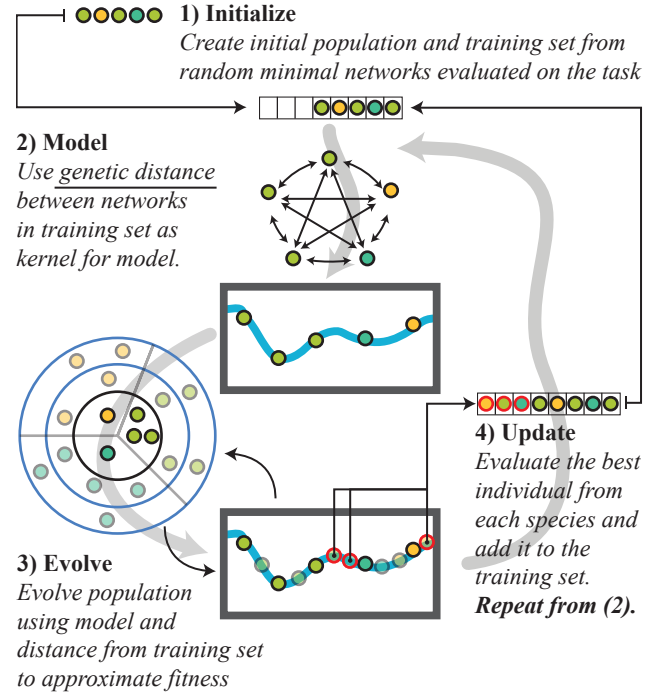 1) Initialize
Create initial population and training set from
random minimal networks evaluated on the task
2) Model
Use genetic distance
between networks
in training set as
kernel for model.
3) Evolve
Evolve population
using model and
distance from training set
to approximate fitness
4) Update
Evaluate the best
individual from
each species and
add it to the
training set.
Repeat from (2).